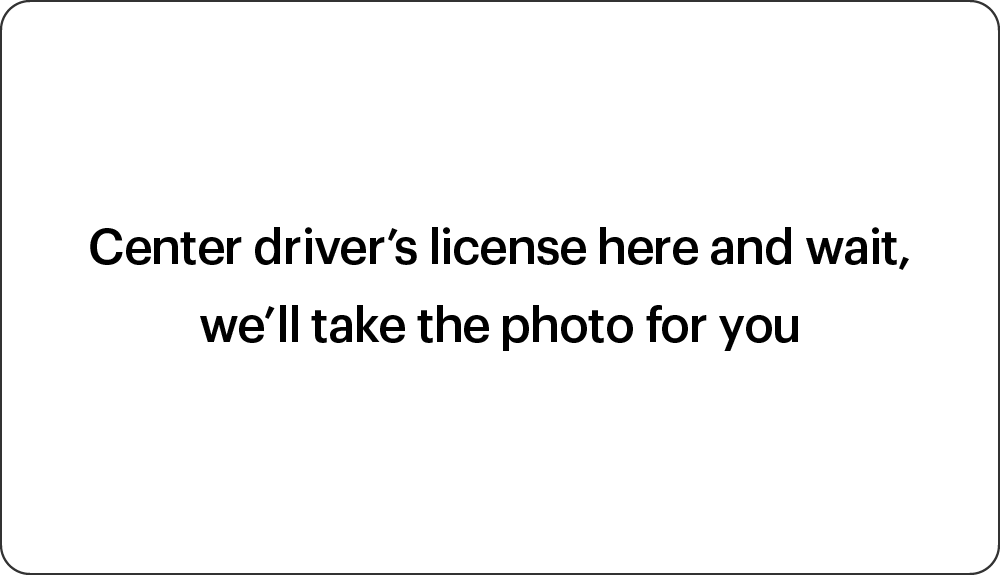 Center driver’s license here and wait,
we’ll take the photo for you